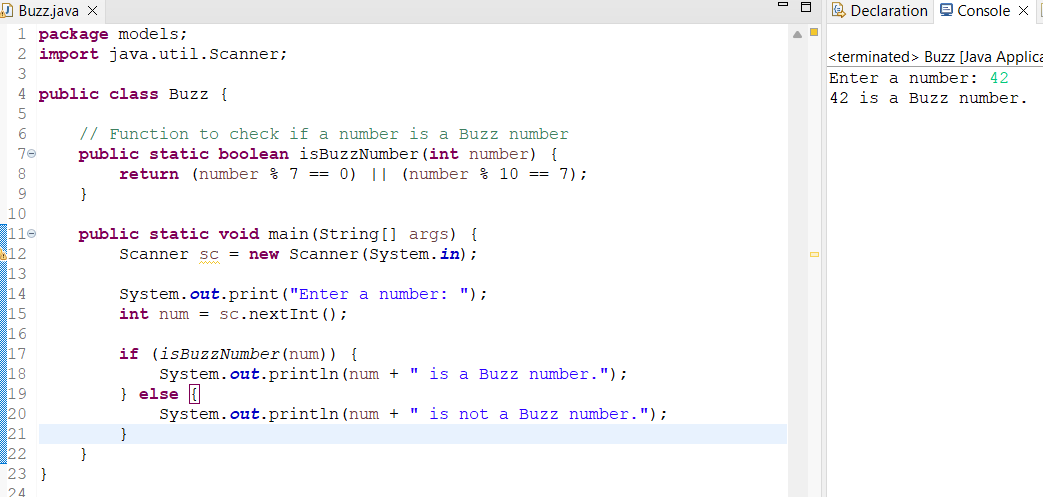 Buzz.java
1 package models;
2 import java.util.Scanner;
3
4 public class Buzz {
5
6     // Function to check if a number is a Buzz number
7     public static boolean isBuzzNumber(int number) {
8         return (number % 7 == 0) || (number % 10 == 7);
9     }
10
11     public static void main(String[] args) {
12         Scanner sc = new Scanner(System.in);
13
14         System.out.print("Enter a number: ");
15         int num = sc.nextInt();
16
17         if (isBuzzNumber(num)) {
18             System.out.println(num + " is a Buzz number.");
19         } else {
20             System.out.println(num + " is not a Buzz number.");
21         }
22     }
23 }
24
Declaration Console
<terminated> Buzz [Java Applica
Enter a number: 42
42 is a Buzz number.